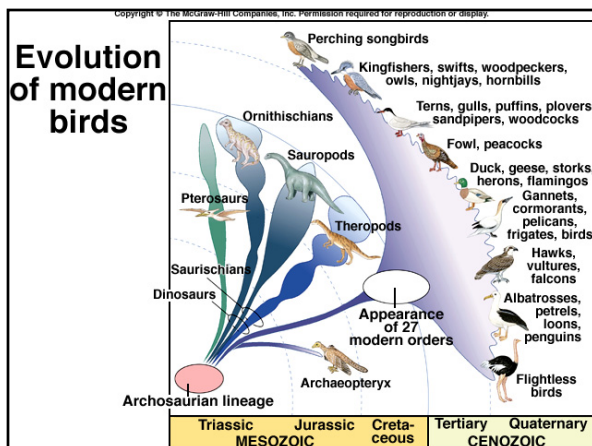 Copyright © The McGraw-Hill Companies, Inc. Permission required for reproduction or display.
Evolution
of modern
birds
Perching songbirds
Kingfishers, swifts, woodpeckers,
owls, nightjays, hornbills
Terns, gulls, puffins, plovers,
sandpipers, woodcocks
Ornithischians
Fowl, peacocks
Sauropods
Duck, geese, storks,
herons, flamingos
Pterosaurs
Gannets,
cormorants,
pelicans,
frigates, birds
Theropods
Hawks,
vultures,
falcons
Saurischians
Dinosaurs
Albatrosses,
petrels,
loons,
penguins
Appearance
of 27
modern orders
Archaeopteryx
Flightless
birds
Archosaurian lineage
Triassic Jurassic Creta-
ceous
Tertiary Quaternary
MESOZOIC CENOZOIC